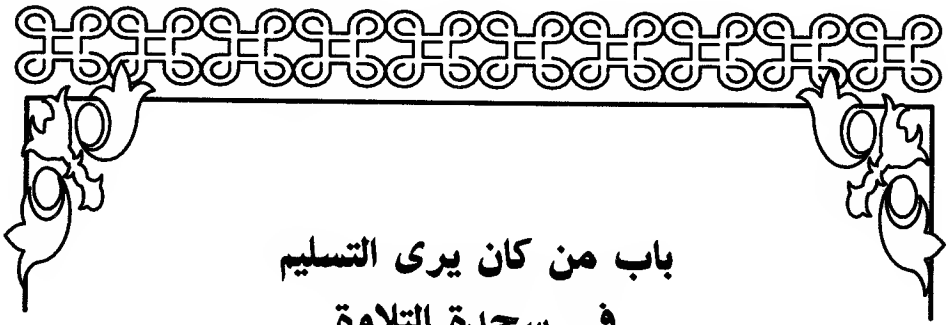 باب من كان يرى التسليم
في سجدة التلاوة